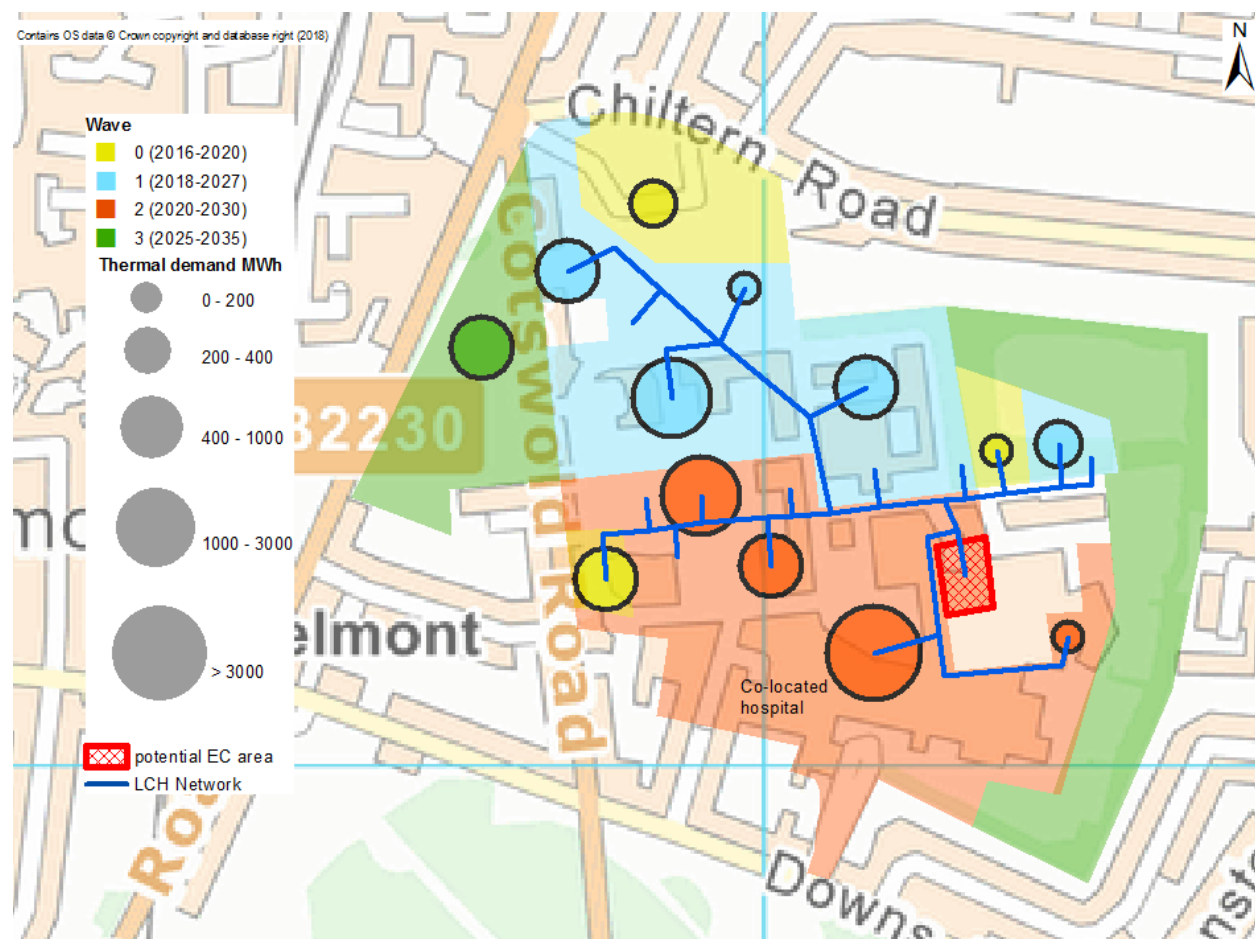 Contains OS data © Crown copyright and database right (2018)
N
Chiltern Road
Wave
0 (2016-2020)
1 (2018-2027)
2 (2020-2030)
3 (2025-2035)
Thermal demand MWh
0 - 200
200 - 400
400 - 1000
1000 - 3000
> 3000
potential EC area
LCH Network
Cotswold Road
32230
elmont
Co-located
hospital
Road
Downs